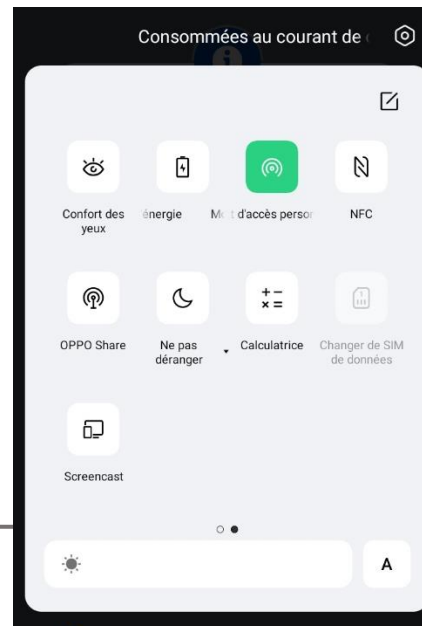 Consommées au courant de
Confort des
yeux
énergie
d'accès person
NFC
OPPO Share
Ne pas
déranger
Calculatrice
Changer de SIM
de données
Screencast
A